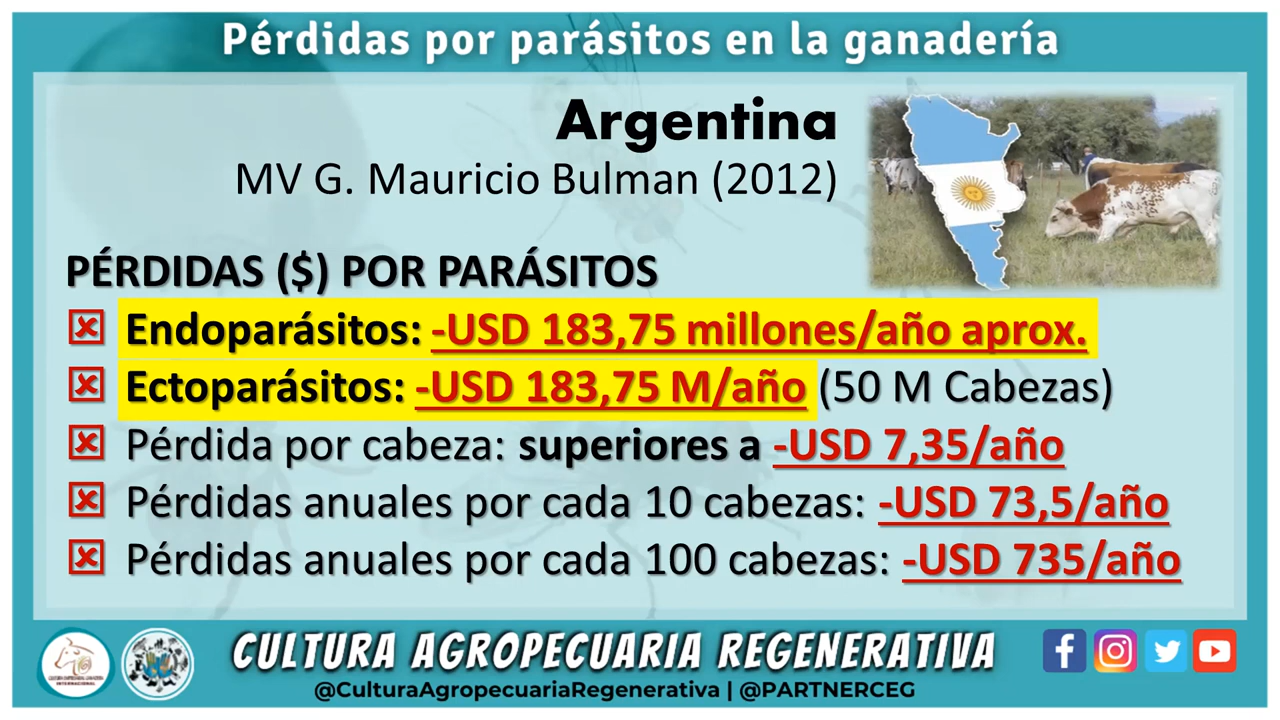 Pérdidas por parásitos en la ganadería
Argentina
MV G. Mauricio Bulman (2012)
PÉRDIDAS ($) POR PARÁSITOS
Endoparásitos: -USD 183,75 millones/año aprox.
Ectoparásitos: -USD 183,75 M/año (50 M Cabezas)
Pérdida por cabeza: superiores a -USD 7,35/año
Pérdidas anuales por cada 10 cabezas: -USD 73,5/año
Pérdidas anuales por cada 100 cabezas: -USD 735/año
CULTURA AGROPECUARIA REGENERATIVA
@CulturaAgropecuariaRegenerativa | @PARTNERCEG